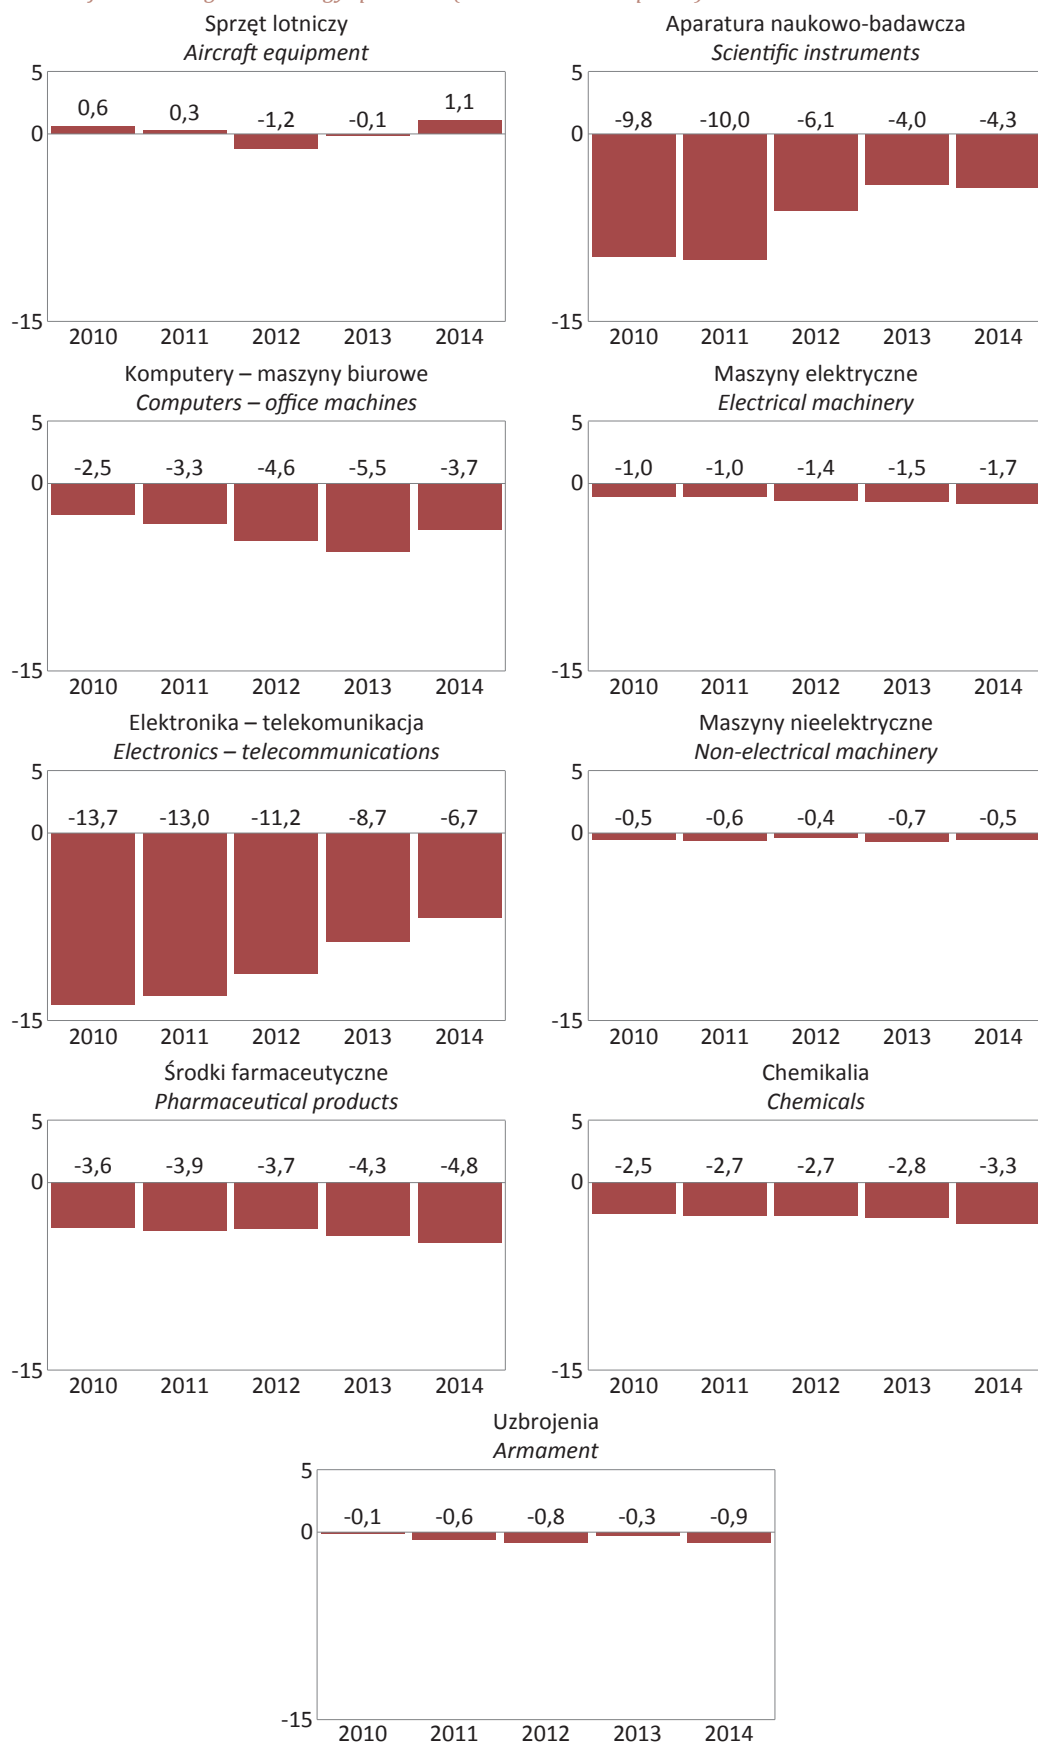 Sprzęt lotniczy
Aircraft equipment
5
0
-15
0,6 0,3 -1,2 -0,1 1,1
2010 2011 2012 2013 2014
Aparatura naukowo-badawcza
Scientific instruments
5
0
-15
-9,8 -10,0 -6,1 -4,0 -4,3
2010 2011 2012 2013 2014
Komputery – maszyny biurowe
Computers – office machines
5
0
-15
-2,5 -3,3 -4,6 -5,5 -3,7
2010 2011 2012 2013 2014
Maszyny elektryczne
Electrical machinery
5
0
-15
-1,0 -1,0 -1,4 -1,5 -1,7
2010 2011 2012 2013 2014
Elektronika – telekomunikacja
Electronics – telecommunications
5
0
-15
-13,7 -13,0 -11,2 -8,7 -6,7
2010 2011 2012 2013 2014
Maszyny nieelektryczne
Non-electrical machinery
5
0
-15
-0,5 -0,6 -0,4 -0,7 -0,5
2010 2011 2012 2013 2014
Środki farmaceutyczne
Pharmaceutical products
5
0
-15
-3,6 -3,9 -3,7 -4,3 -4,8
2010 2011 2012 2013 2014
Chemikalia
Chemicals
5
0
-15
-2,5 -2,7 -2,7 -2,8 -3,3
2010 2011 2012 2013 2014
Uzbrojenia
Armament
5
0
-15
-0,1 -0,6 -0,8 -0,3 -0,9
2010 2011 2012 2013 2014